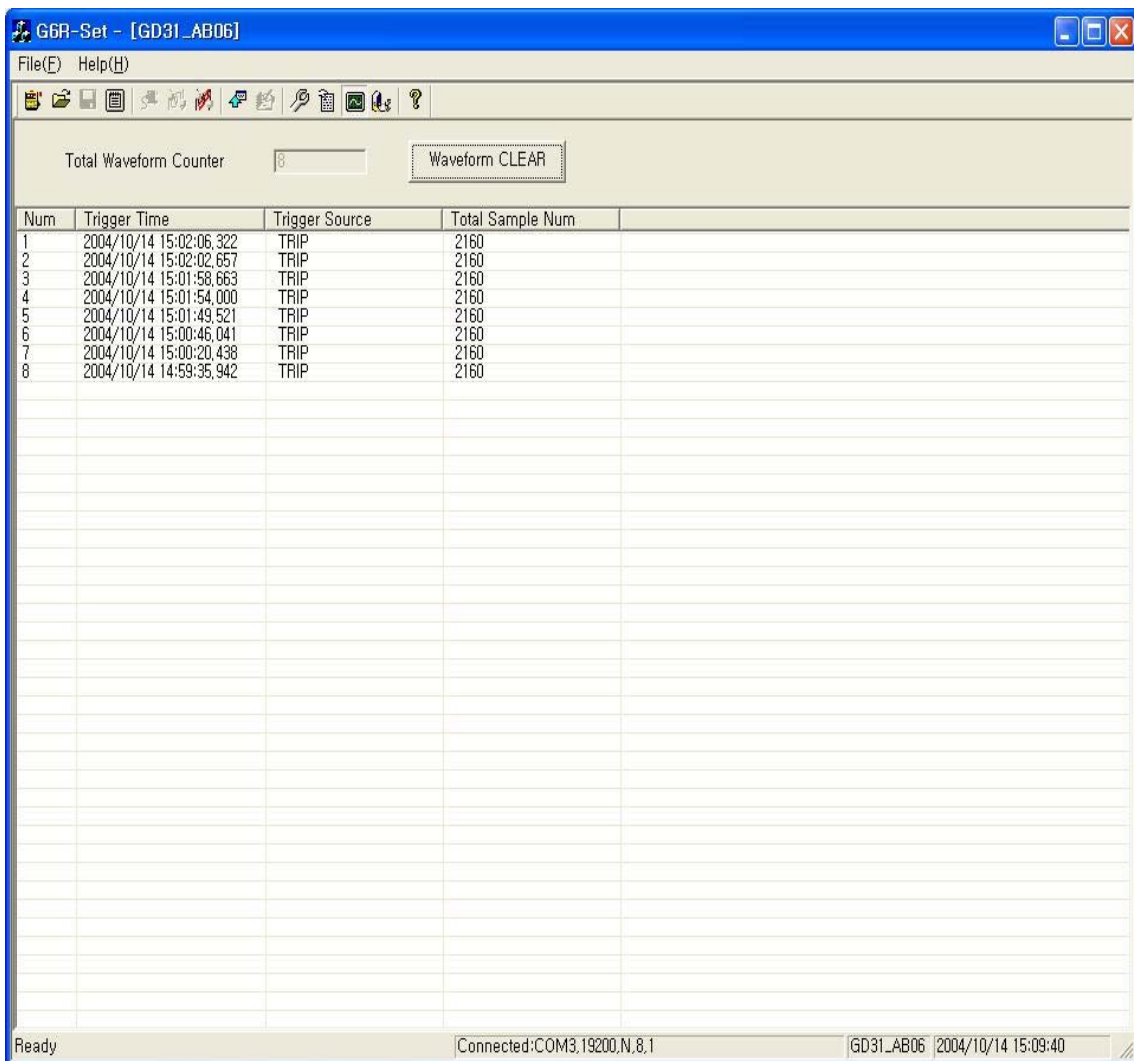 G6R-Set - [GD31_AB06]
File(F) Help(H)
Total Waveform Counter 8 Waveform CLEAR
Num Trigger Time Trigger Source Total Sample Num
1 2004/10/14 15:02:06,322 TRIP 2160
2 2004/10/14 15:02:02,657 TRIP 2160
3 2004/10/14 15:01:58,663 TRIP 2160
4 2004/10/14 15:01:54,000 TRIP 2160
5 2004/10/14 15:01:49,521 TRIP 2160
6 2004/10/14 15:00:46,041 TRIP 2160
7 2004/10/14 15:00:20,438 TRIP 2160
8 2004/10/14 14:59:35,942 TRIP 2160
Ready Connected:COM3,19200,N,8,1 GD31_AB06 2004/10/14 15:09:40